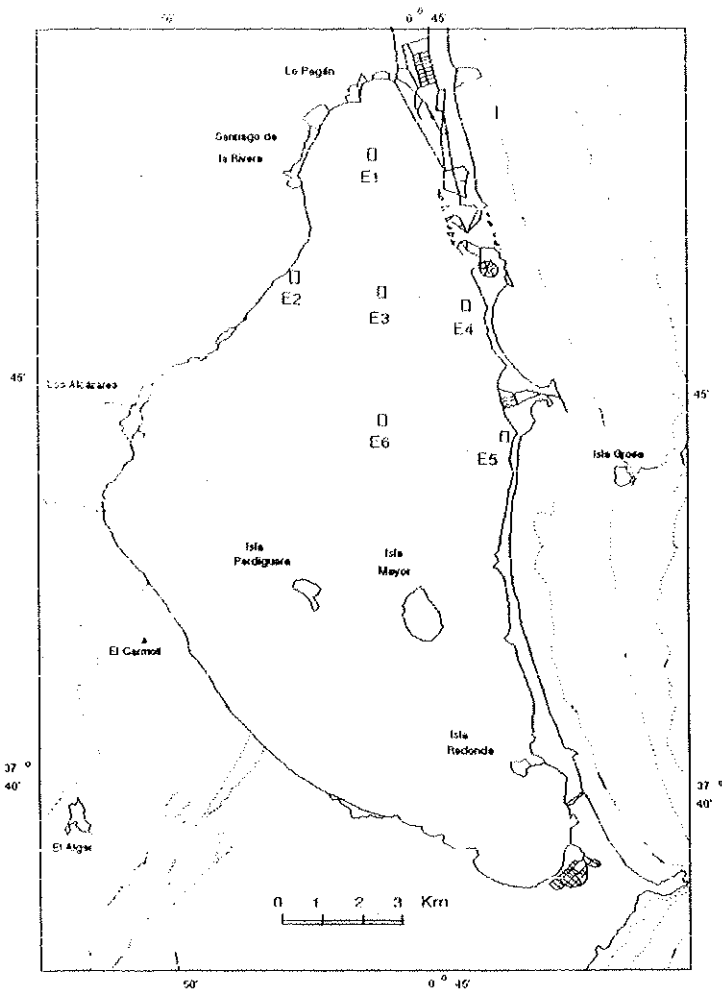 50'
0° 45'
Lo Pagán
Santiago de
la Rivera
E1
E2
E3
E4
45'
Los Alcázares
45'
E6
E5
Isla Grosa
Isla
Perdiguera
Isla
Mayor
El Carmoli
Isla
Redonda
37°
40'
37°
40'
El Algar
0 1 2 3 Km
50'
0° 45'